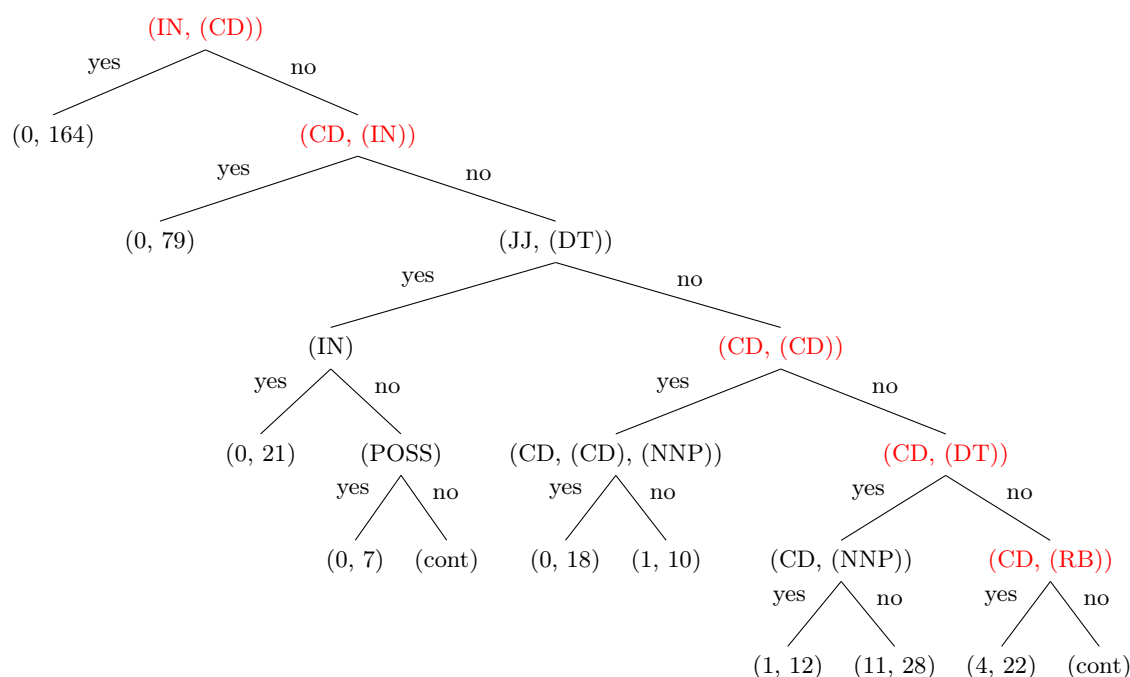 (IN, (CD))
yes no
(0, 164) (CD, (IN))
yes no
(0, 79) (JJ, (DT))
yes no
(IN) (CD, (CD))
yes no yes no
(0, 21) (POSS) (CD, (CD), (NNP)) (CD, (DT))
yes no yes no yes no
(0, 7) (cont) (0, 18) (1, 10) (CD, (NNP)) (CD, (RB))
yes no yes no
(1, 12) (11, 28) (4, 22) (cont)